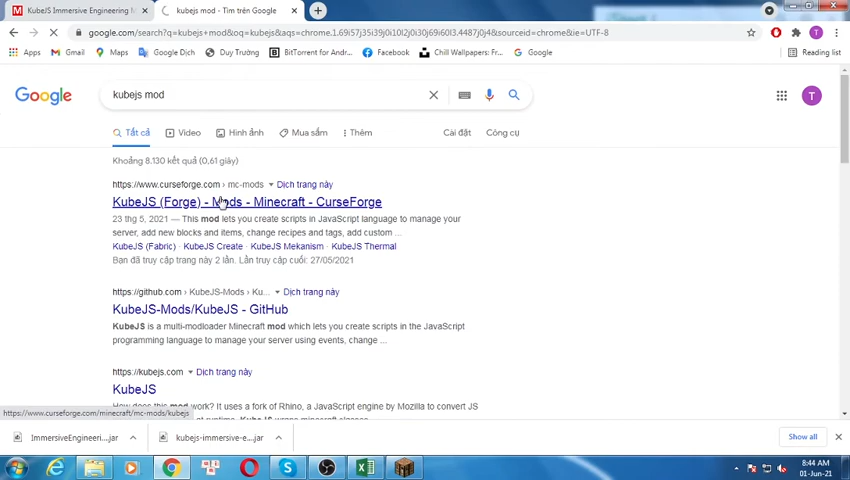 KubeJS Immersive Engineering M
kubejs mod - Tìm trên Google
google.com/search?q=kubejs+mod&oq=kubejs&aqs=chrome.1.69i57j35i39j0i10l2j0i30j69i60l3.4487j0j4&sourceid=chrome&ie=UTF-8
Apps
Gmail
Maps
Google Dịch
Duy Trường
BitTorrent for Andr...
Facebook
Chill Wallpapers: Fr...
Google
Reading list
T
Google
kubejs mod
T
Tất cả
Video
Hình ảnh
Mua sắm
Thêm
Cài đặt
Công cụ
Khoảng 8.130 kết quả (0,61 giây)
https://www.curseforge.com › mc-mods Dịch trang này
KubeJS (Forge) - Mods - Minecraft - CurseForge
23 thg 5, 2021 — This mod lets you create scripts in JavaScript language to manage your
server, add new blocks and items, change recipes and tags, add custom ...
KubeJS (Fabric) · KubeJS Create · KubeJS Mekanism · KubeJS Thermal
Bạn đã truy cập trang này 2 lần. Lần truy cập cuối: 27/05/2021
https://github.com › KubeJS-Mods › Ku... Dịch trang này
KubeJS-Mods/KubeJS - GitHub
KubeJS is a multi-modloader Minecraft mod which lets you create scripts in the JavaScript
programming language to manage your server using events, change ...
https://kubejs.com Dịch trang này
KubeJS
How does this mod work? It uses a fork of Rhino, a JavaScript engine by Mozilla to convert JS
https://www.curseforge.com/minecraft/mc-mods/kubejs
ImmersiveEngineeri....jar
kubejs-immersive-e....jar
Show all
8:44 AM
01-Jun-21